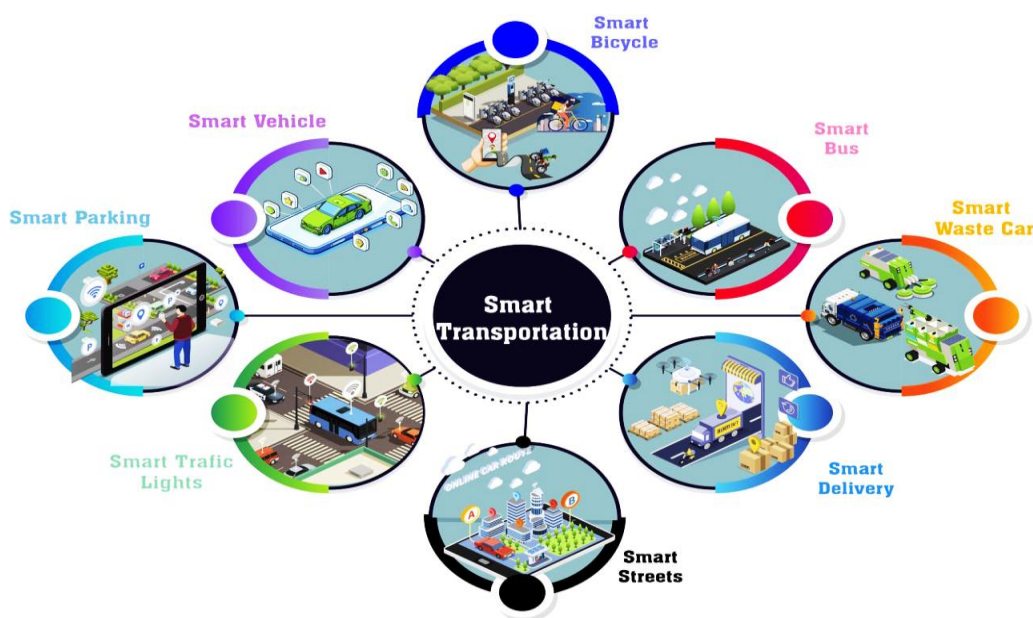 Smart
Bicycle
Smart Vehicle
Smart
Bus
Smart Parking
Smart
Waste Car
Smart
Transportation
P
P
P
Smart Trafic
Lights
ONLINE CAR ROUTE
A
B
Smart
Delivery
Smart
Streets